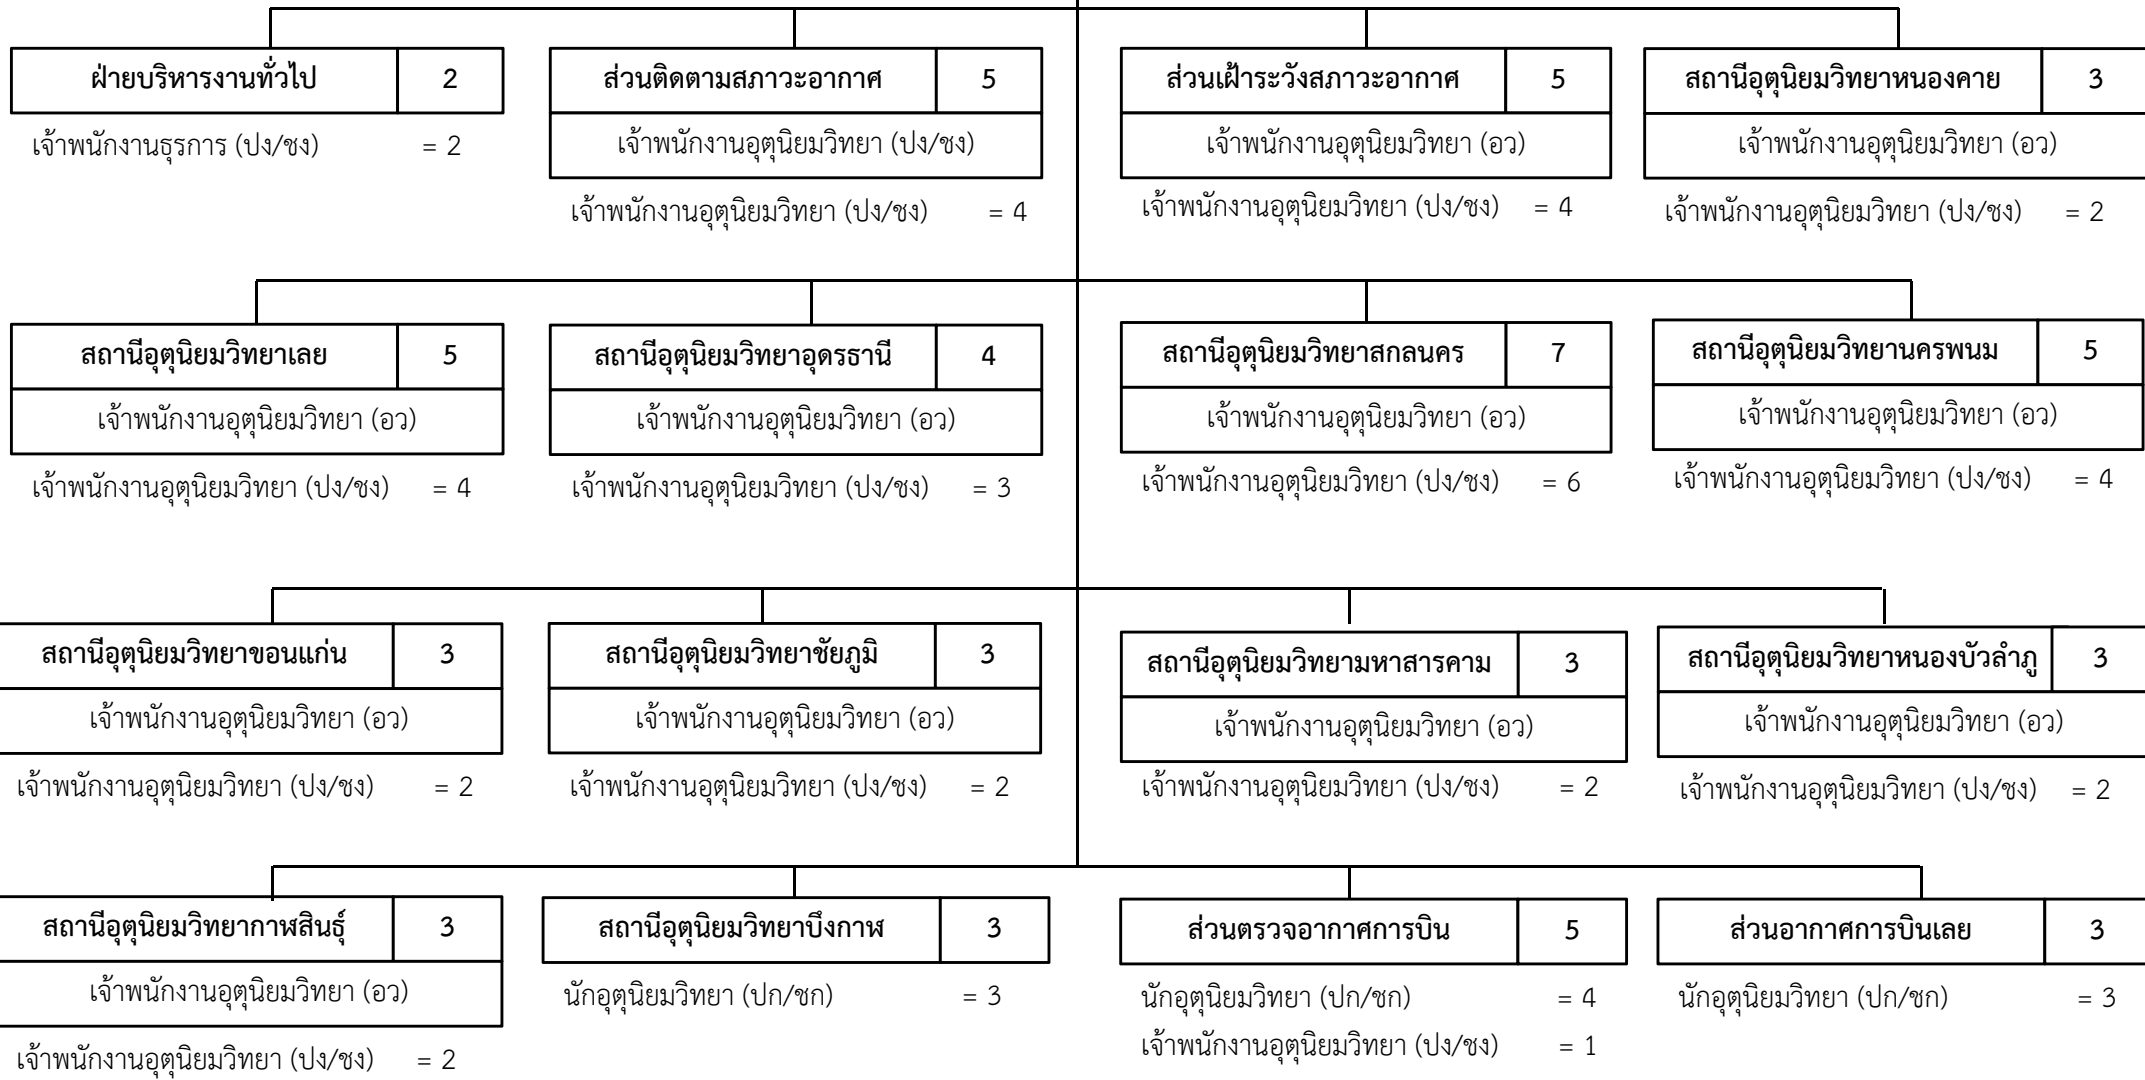 ฝ่ายบริหารงานทั่วไป 2
เจ้าพนักงานธุรการ (ปง/ชง) = 2
ส่วนติดตามสภาวะอากาศ 5
เจ้าพนักงานอุตุนิยมวิทยา (ปง/ชง)
เจ้าพนักงานอุตุนิยมวิทยา (ปง/ชง) = 4
ส่วนเฝ้าระวังสภาวะอากาศ 5
เจ้าพนักงานอุตุนิยมวิทยา (อว)
เจ้าพนักงานอุตุนิยมวิทยา (ปง/ชง) = 4
สถานีอุตุนิยมวิทยาหนองคาย 3
เจ้าพนักงานอุตุนิยมวิทยา (อว)
เจ้าพนักงานอุตุนิยมวิทยา (ปง/ชง) = 2
สถานีอุตุนิยมวิทยาเลย 5
เจ้าพนักงานอุตุนิยมวิทยา (อว)
เจ้าพนักงานอุตุนิยมวิทยา (ปง/ชง) = 4
สถานีอุตุนิยมวิทยาอุดรธานี 4
เจ้าพนักงานอุตุนิยมวิทยา (อว)
เจ้าพนักงานอุตุนิยมวิทยา (ปง/ชง) = 3
สถานีอุตุนิยมวิทยาสกลนคร 7
เจ้าพนักงานอุตุนิยมวิทยา (อว)
เจ้าพนักงานอุตุนิยมวิทยา (ปง/ชง) = 6
สถานีอุตุนิยมวิทยานครพนม 5
เจ้าพนักงานอุตุนิยมวิทยา (อว)
เจ้าพนักงานอุตุนิยมวิทยา (ปง/ชง) = 4
สถานีอุตุนิยมวิทยาขอนแก่น 3
เจ้าพนักงานอุตุนิยมวิทยา (อว)
เจ้าพนักงานอุตุนิยมวิทยา (ปง/ชง) = 2
สถานีอุตุนิยมวิทยาชัยภูมิ 3
เจ้าพนักงานอุตุนิยมวิทยา (อว)
เจ้าพนักงานอุตุนิยมวิทยา (ปง/ชง) = 2
สถานีอุตุนิยมวิทยามหาสารคาม 3
เจ้าพนักงานอุตุนิยมวิทยา (อว)
เจ้าพนักงานอุตุนิยมวิทยา (ปง/ชง) = 2
สถานีอุตุนิยมวิทยาหนองบัวลำภู 3
เจ้าพนักงานอุตุนิยมวิทยา (อว)
เจ้าพนักงานอุตุนิยมวิทยา (ปง/ชง) = 2
สถานีอุตุนิยมวิทยากาฬสินธุ์ 3
เจ้าพนักงานอุตุนิยมวิทยา (อว)
เจ้าพนักงานอุตุนิยมวิทยา (ปง/ชง) = 2
สถานีอุตุนิยมวิทยาบึงกาฬ 3
นักอุตุนิยมวิทยา (ปก/ชก) = 3
ส่วนตรวจอากาศการบิน 5
นักอุตุนิยมวิทยา (ปก/ชก) = 4
เจ้าพนักงานอุตุนิยมวิทยา (ปง/ชง) = 1
ส่วนอากาศการบินเลย 3
นักอุตุนิยมวิทยา (ปก/ชก) = 3